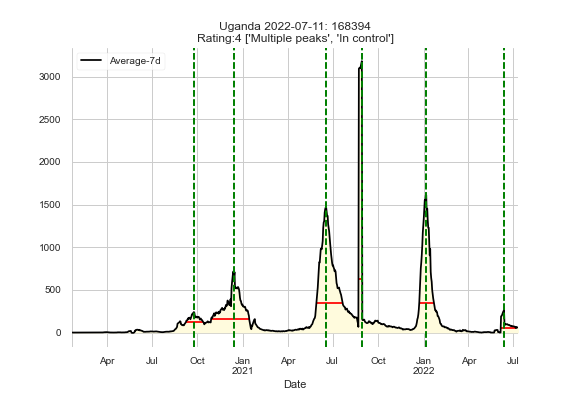 Uganda 2022-07-11: 168394
Rating:4 ['Multiple peaks', 'In control']
Average-7d
3000
2500
2000
1500
1000
500
0
Apr Jul Oct Jan Apr Jul Oct Jan Apr Jul
2021 2022
Date